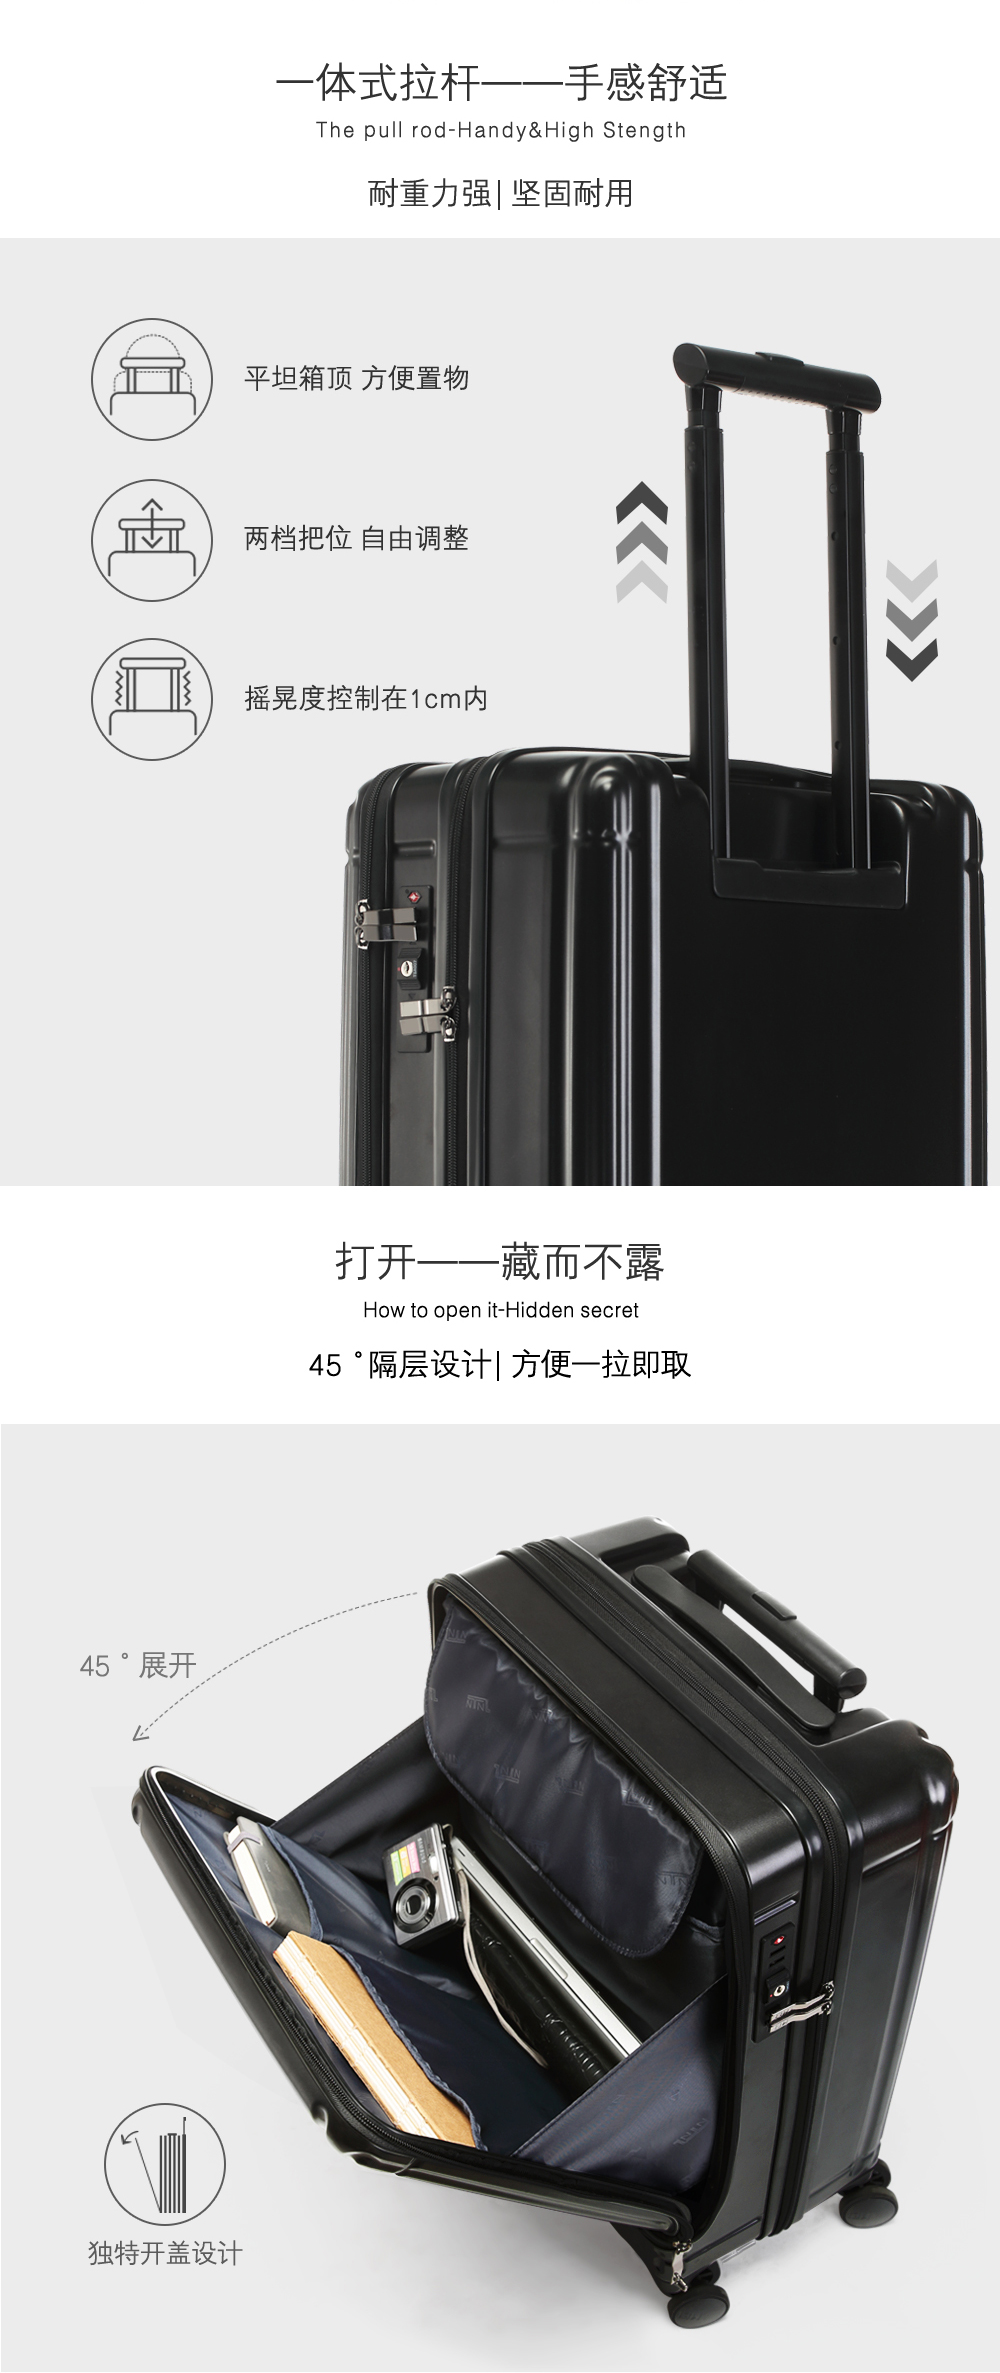 一体式拉杆——手感舒适
The pull rod-Handy&High Stength
耐重力强| 坚固耐用
平坦箱顶 方便置物
两档把位 自由调整
摇晃度控制在1cm内
打开——藏而不露
How to open it-Hidden secret
45 °隔层设计| 方便一拉即取
45 °展开
独特开盖设计